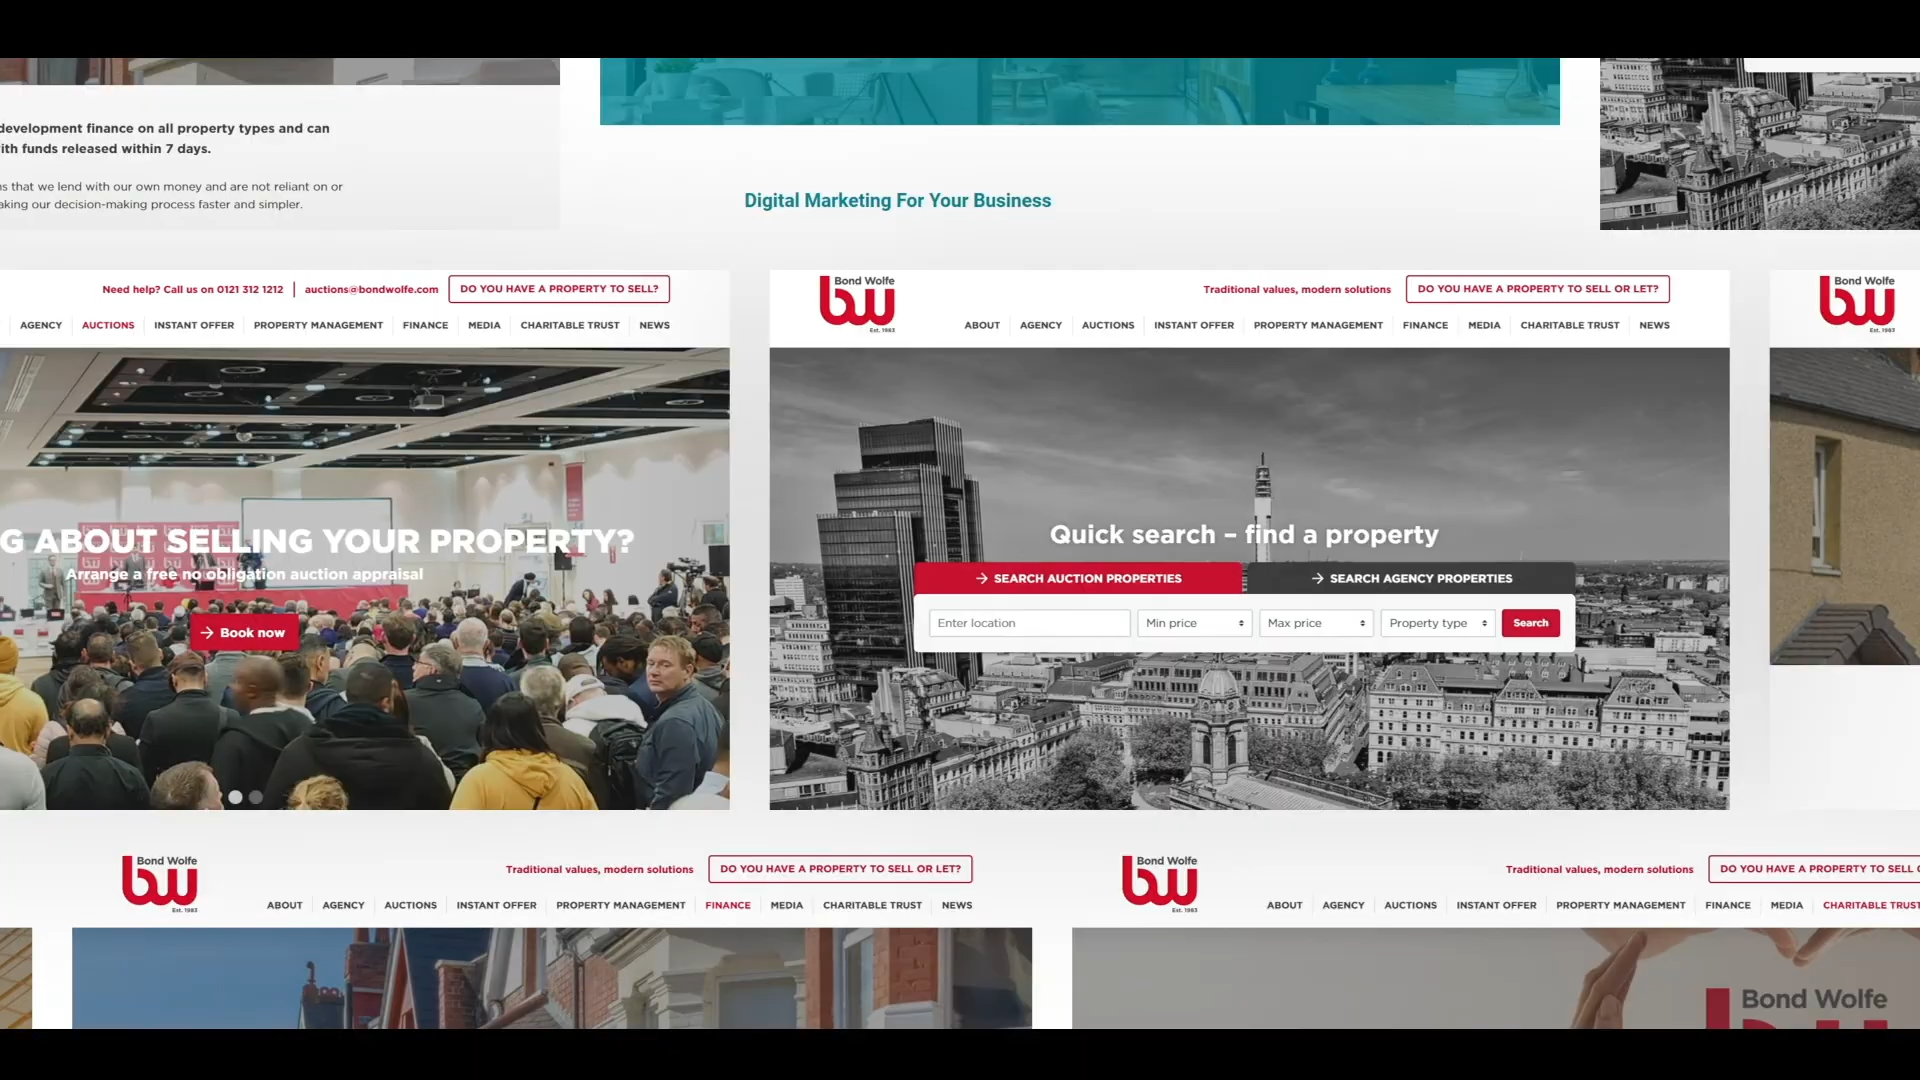 development finance on all property types and can
ith funds released within 7 days.
s that we lend with our own money and are not reliant on or
aking our decision-making process faster and simpler.
Digital Marketing For Your Business
Need help? Call us on 0121 312 1212
auctions@bondwolfe.com
DO YOU HAVE A PROPERTY TO SELL?
AGENCY AUCTIONS INSTANT OFFER PROPERTY MANAGEMENT FINANCE MEDIA CHARITABLE TRUST NEWS
G ABOUT SELLING YOUR PROPERTY?
Arrange a free no obligation auction appraisal
→ Book now
Bond Wolfe
bw
Est. 1983
Traditional values, modern solutions
DO YOU HAVE A PROPERTY TO SELL OR LET?
ABOUT AGENCY AUCTIONS INSTANT OFFER PROPERTY MANAGEMENT FINANCE MEDIA CHARITABLE TRUST NEWS
Quick search – find a property
→ SEARCH AUCTION PROPERTIES
→ SEARCH AGENCY PROPERTIES
Enter location
Min price
Max price
Property type
Search
Bond Wolfe
bw
Est. 1983
Bond Wolfe
bw
Est. 1983
Traditional values, modern solutions
DO YOU HAVE A PROPERTY TO SELL OR LET?
ABOUT AGENCY AUCTIONS INSTANT OFFER PROPERTY MANAGEMENT FINANCE MEDIA CHARITABLE TRUST NEWS
Bond Wolfe
bw
Est. 1983
Traditional values, modern solutions
DO YOU HAVE A PROPERTY TO SELL
ABOUT AGENCY AUCTIONS INSTANT OFFER PROPERTY MANAGEMENT FINANCE MEDIA CHARITABLE TRUST
Bond Wolfe